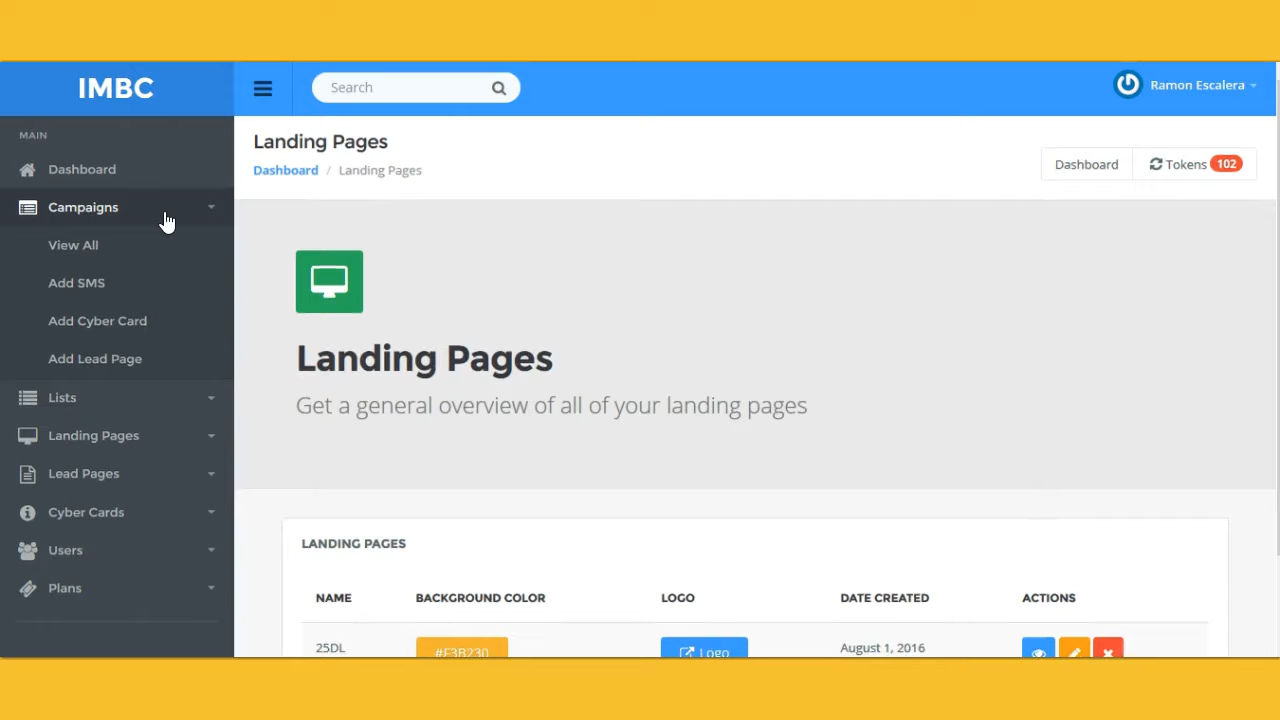 IMBC
Search
Ramon Escalera
MAIN
Dashboard
Campaigns
View All
Add SMS
Add Cyber Card
Add Lead Page
Lists
Landing Pages
Lead Pages
Cyber Cards
Users
Plans
Landing Pages
Dashboard / Landing Pages
Dashboard
Tokens 102
Landing Pages
Get a general overview of all of your landing pages
LANDING PAGES
NAME BACKGROUND COLOR LOGO DATE CREATED ACTIONS
25DL #F3B230 Logo August 1, 2016